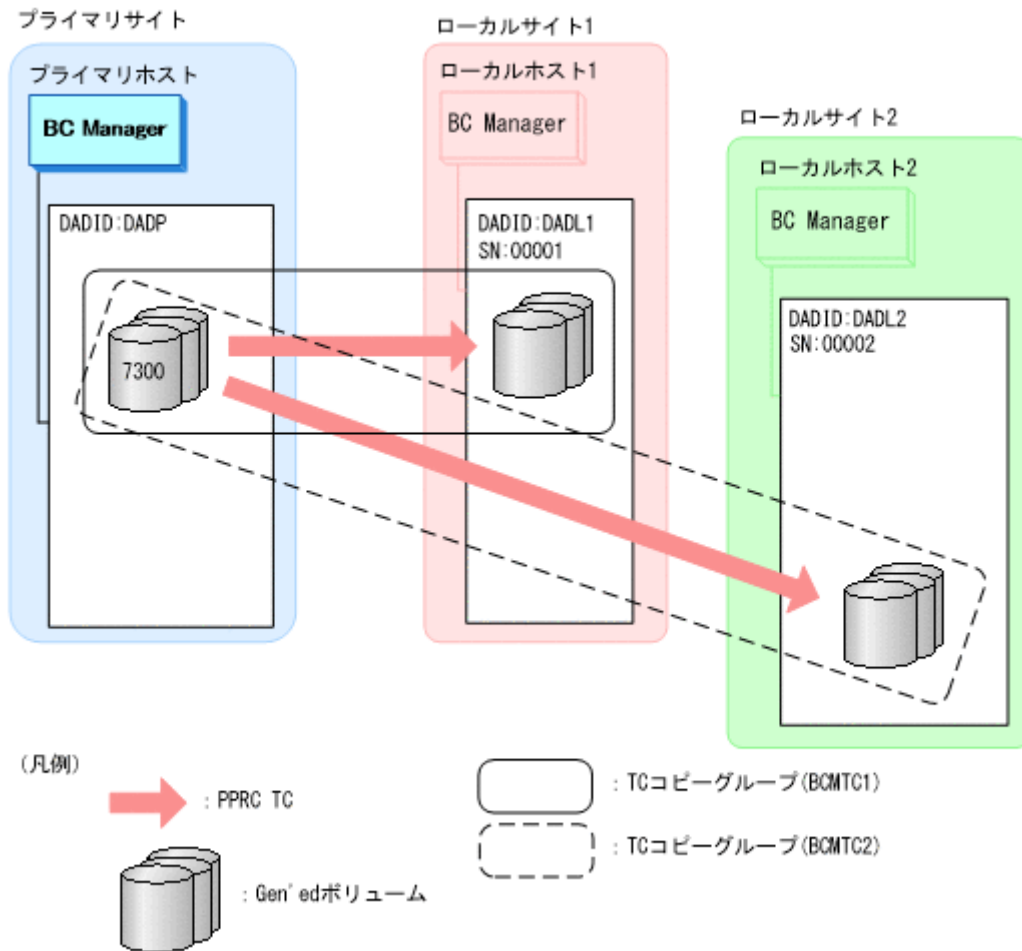 プライマリサイト
プライマリホスト
BC Manager
DADID:DADP
7300
ローカルサイト1
ローカルホスト1
BC Manager
DADID:DADL1
SN:00001
ローカルサイト2
ローカルホスト2
BC Manager
DADID:DADL2
SN:00002
(凡例)
: PPRC TC
: Gen'edボリューム
: TCコピーグループ(BCMTC1)
: TCコピーグループ(BCMTC2)